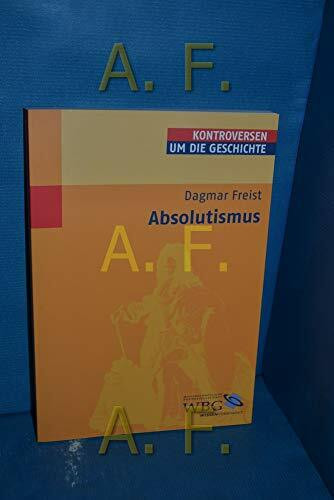 A. F.
KONTROVERSEN
UM DIE GESCHICHTE
Dagmar Freist
Absolutismus
A. F.
WBG
A. F.